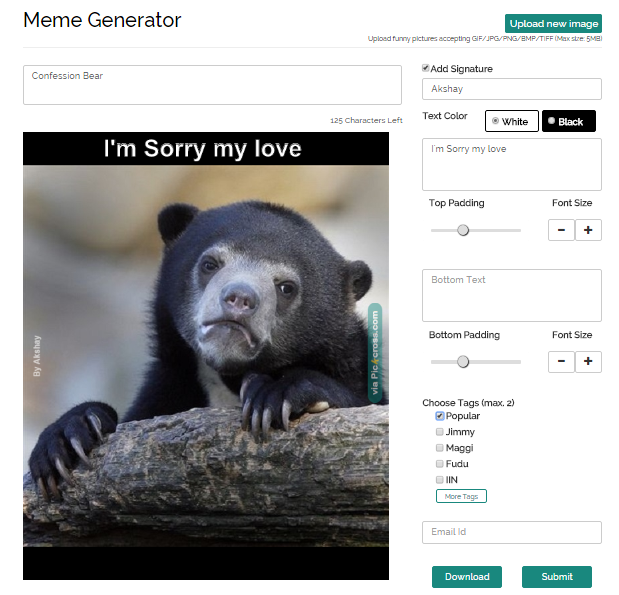 Meme Generator
Upload new image
Upload funny pictures accepting GIF/JPG/PNG/BMP/TIFF (Max size: 5MB)
Confession Bear
125 Characters Left
I'm Sorry my love
By Akshay
via Pic4cross.com
Add Signature
Akshay
Text Color
White
Black
I'm Sorry my love
Top Padding
Font Size
Bottom Text
Bottom Padding
Font Size
Choose Tags (max. 2)
Popular
Jimmy
Maggi
Fudu
IIN
More Tags
Email Id
Download
Submit